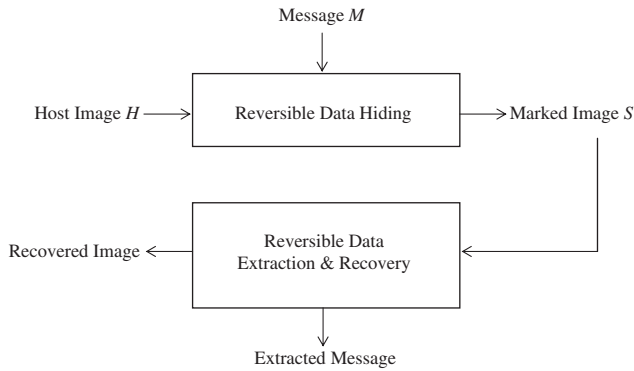 Message M
Host Image H
Reversible Data Hiding
Marked Image S
Recovered Image
Reversible Data
Extraction & Recovery
Extracted Message